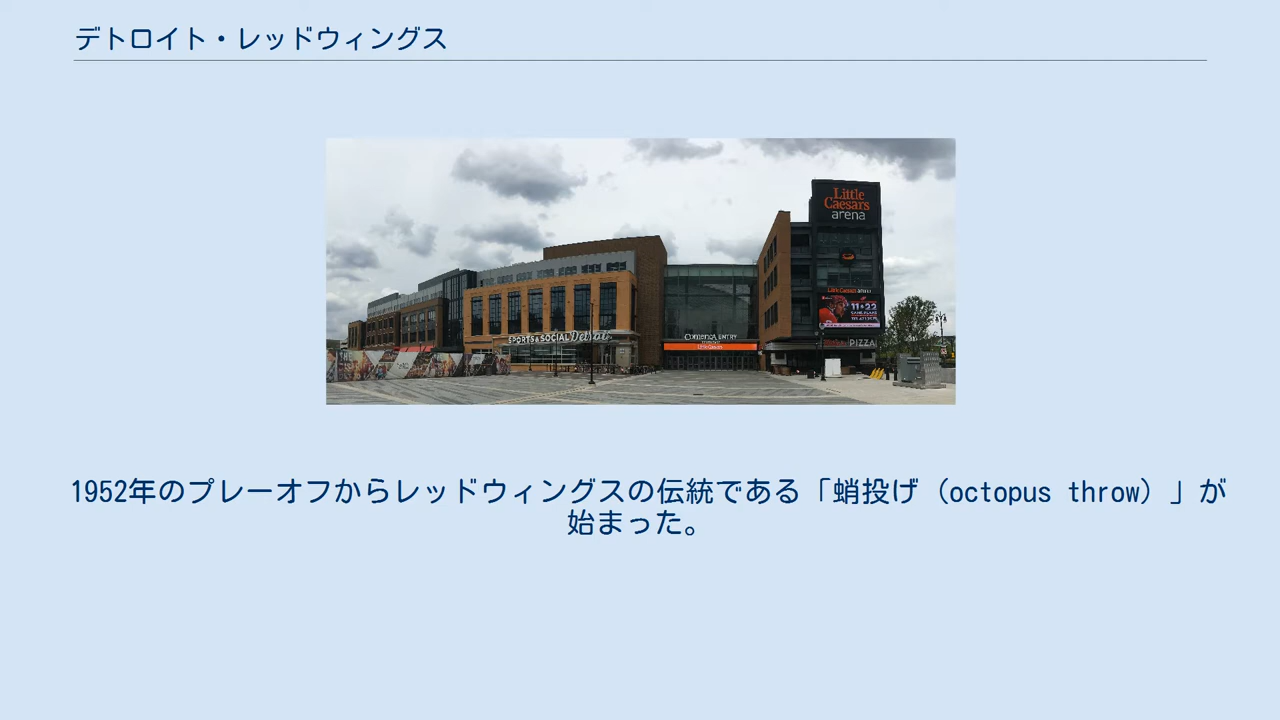 デトロイト・レッドウィングス
Little
Caesars
arena
11•22
SPORTS&SOCIAL Detroit
Comerica ENTRY
PIZZA
1952年のプレーオフからレッドウィングスの伝統である「蛸投げ（octopus throw）」が
始まった。